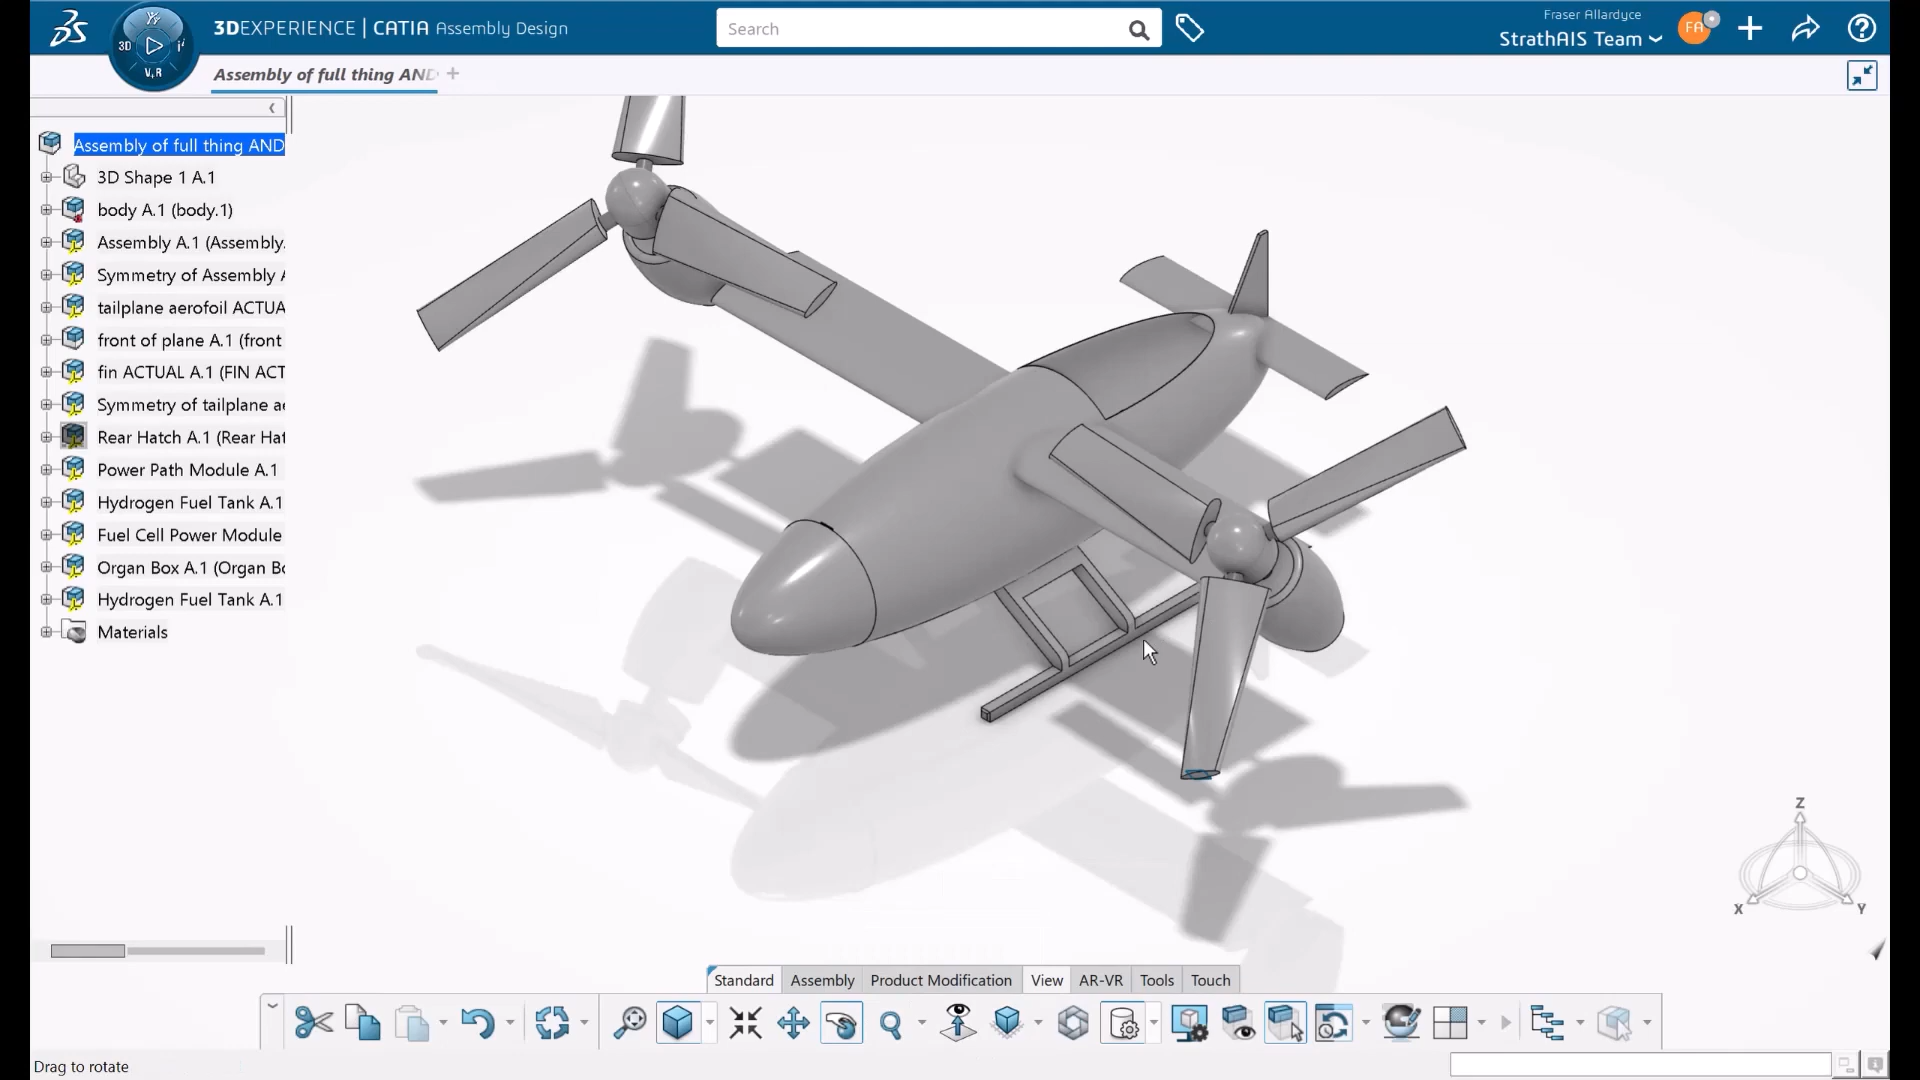 3DEXPERIENCE | CATIA Assembly Design
3D
V,R
Search
Fraser Allardyce
StrathAIS Team
FA
Assembly of full thing AND
Assembly of full thing AND
3D Shape 1 A.1
body A.1 (body.1)
Assembly A.1 (Assembly.
Symmetry of Assembly A
tailplane aerofoil ACTUA
front of plane A.1 (front
fin ACTUAL A.1 (FIN ACT
Symmetry of tailplane ae
Rear Hatch A.1 (Rear Hat
Power Path Module A.1
Hydrogen Fuel Tank A.1
Fuel Cell Power Module
Organ Box A.1 (Organ Bo
Hydrogen Fuel Tank A.1
Materials
Z
X
Y
Standard
Assembly
Product Modification
View
AR-VR
Tools
Touch
Drag to rotate